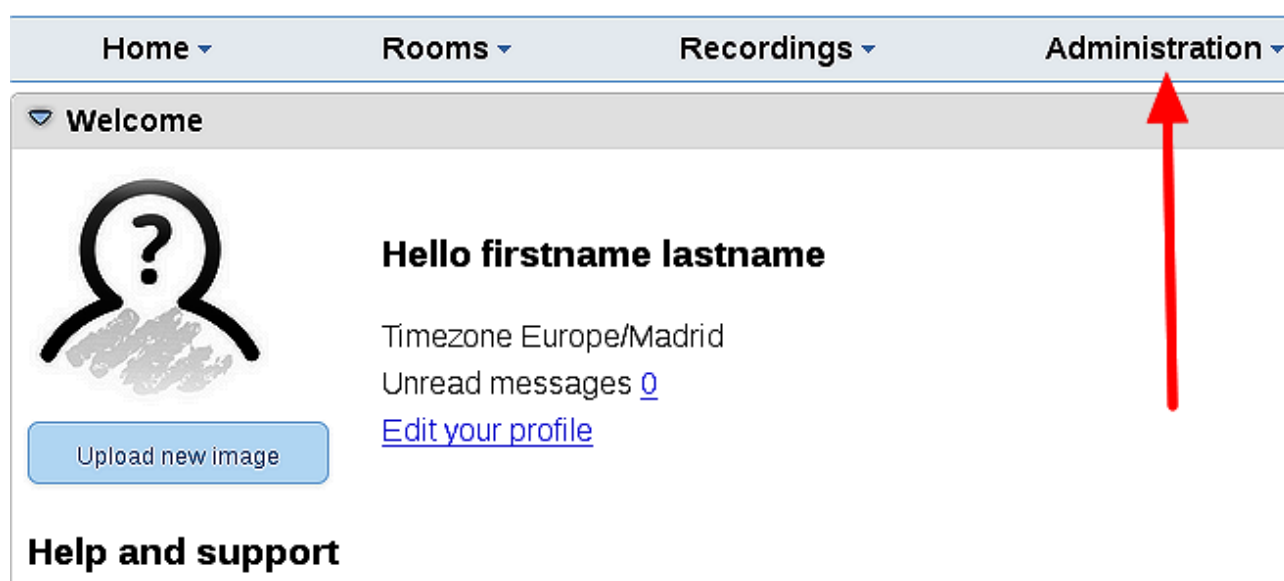 Home Rooms Recordings Administration
Welcome
?
Hello firstname lastname
Timezone Europe/Madrid
Unread messages 0
Edit your profile
Upload new image
Help and support